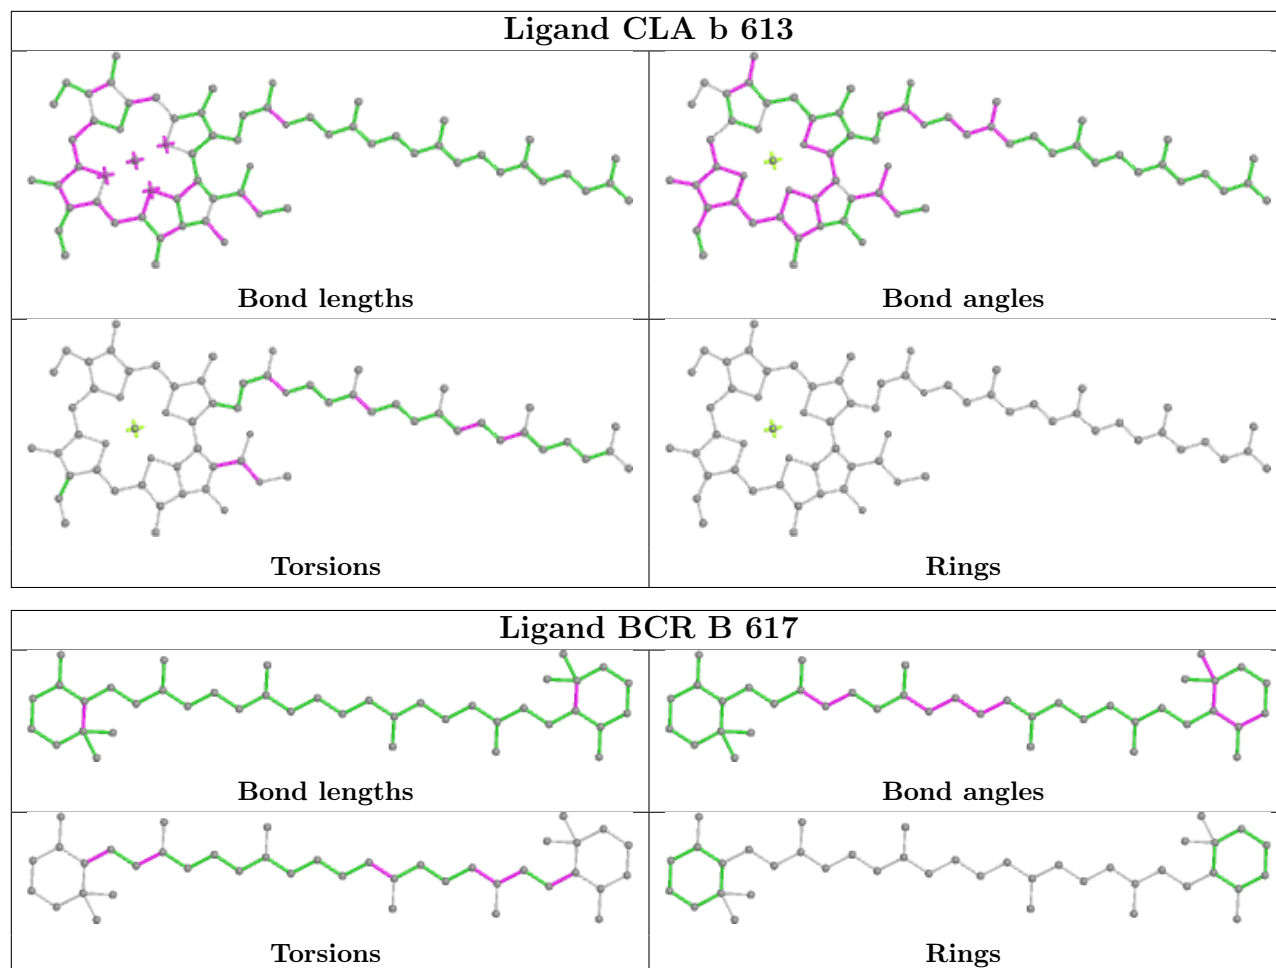 Ligand CLA b 613
Bond lengths
Bond angles
Torsions
Rings
Ligand BCR B 617
Bond lengths
Bond angles
Torsions
Rings